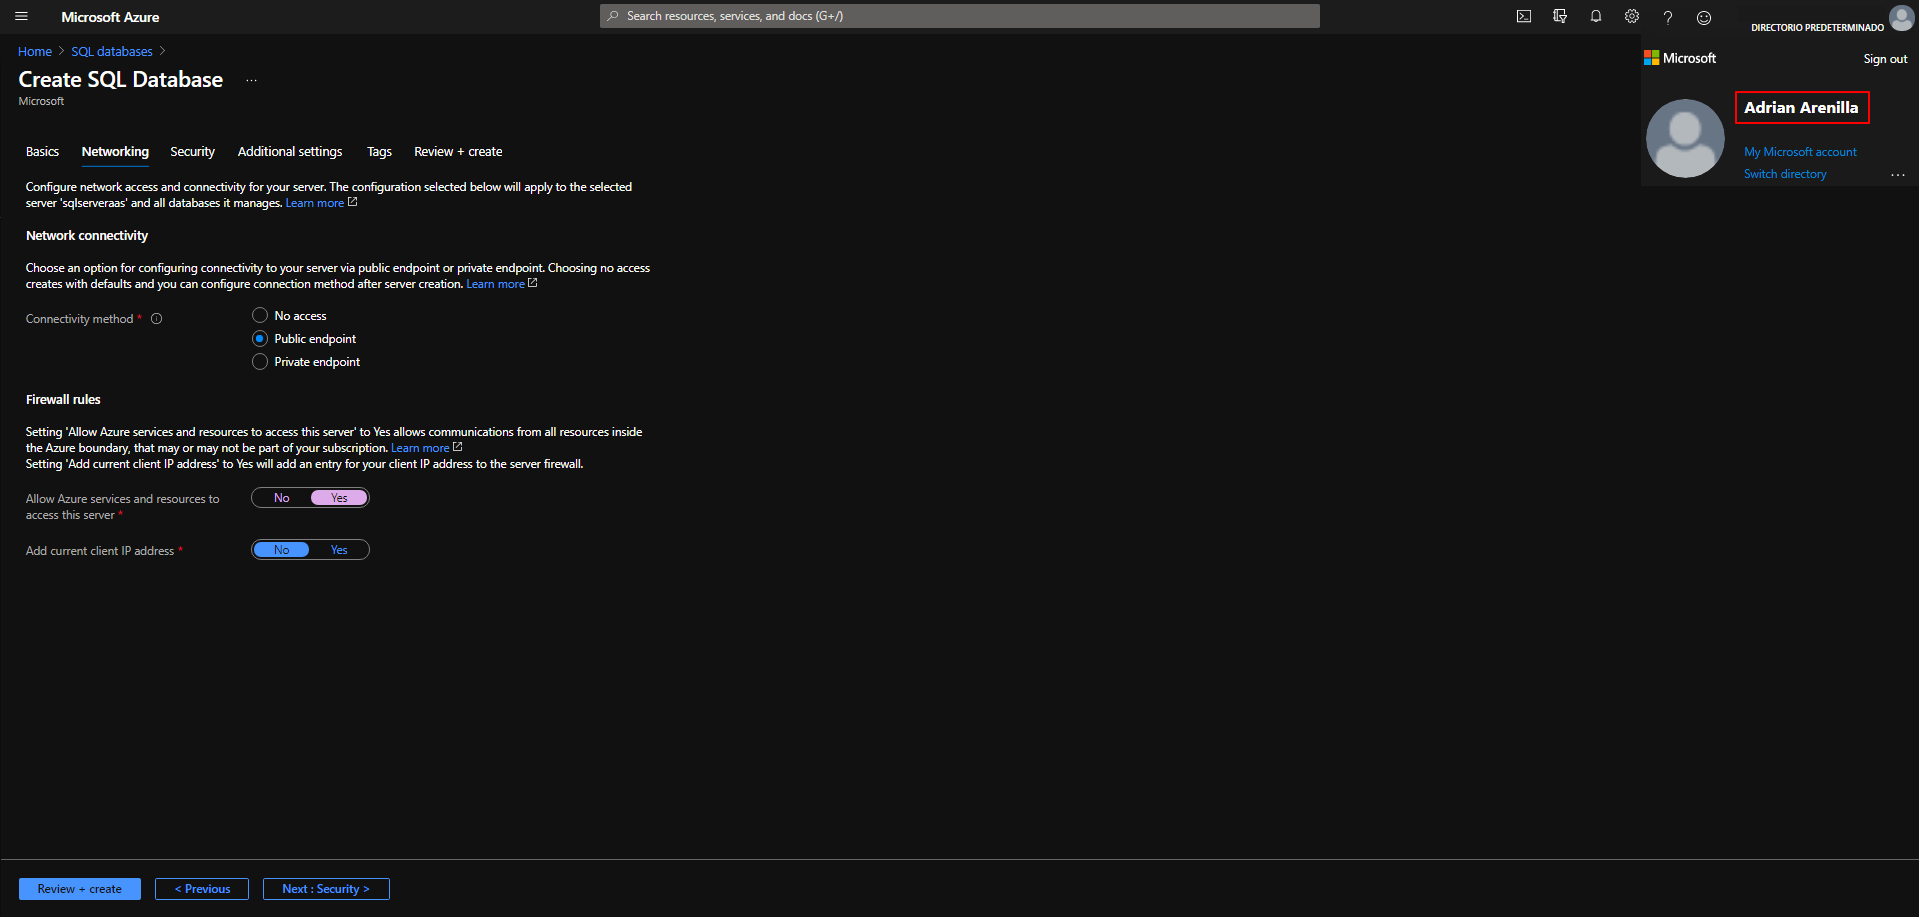 Microsoft Azure
Search resources, services, and docs (G+/)
DIRECTORIO PREDETERMINADO
Home > SQL databases >
Create SQL Database ...
Microsoft
Microsoft
Sign out
Adrian Arenilla
My Microsoft account
Switch directory
...
Basics Networking Security Additional settings Tags Review + create
Configure network access and connectivity for your server. The configuration selected below will apply to the selected
server 'sqlserveraas' and all databases it manages. Learn more
Network connectivity
Choose an option for configuring connectivity to your server via public endpoint or private endpoint. Choosing no access
creates with defaults and you can configure connection method after server creation. Learn more
Connectivity method *
No access
Public endpoint
Private endpoint
Firewall rules
Setting 'Allow Azure services and resources to access this server' to Yes allows communications from all resources inside
the Azure boundary, that may or may not be part of your subscription. Learn more
Setting 'Add current client IP address' to Yes will add an entry for your client IP address to the server firewall.
Allow Azure services and resources to
access this server *
No Yes
Add current client IP address *
No Yes
Review + create
< Previous
Next : Security >